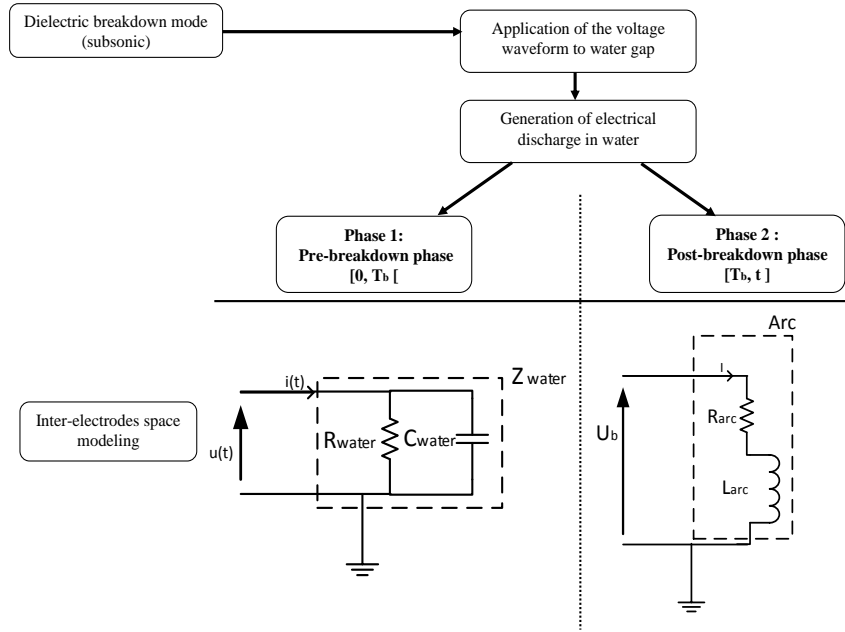 Dielectric breakdown mode
(subsonic)
Application of the voltage
waveform to water gap
Generation of electrical
discharge in water
Phase 1:
Pre-breakdown phase
[0, Tb [
Phase 2 :
Post-breakdown phase
[Tb, t ]
Inter-electrodes space
modeling
i(t)
Z water
u(t)
Rwater
Cwater
Arc
I
Ub
Rarc
Larc